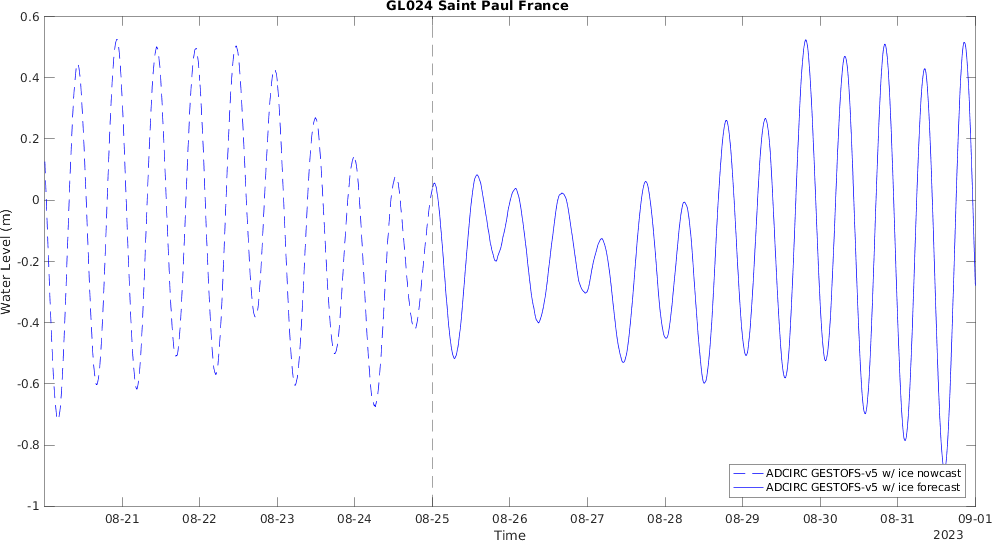 GL024 Saint Paul France
0.6
0.4
0.2
0
-0.2
-0.4
-0.6
-0.8
-1
Water Level (m)
ADCIRC GESTOFS-v5 w/ ice nowcast
ADCIRC GESTOFS-v5 w/ ice forecast
08-21 08-22 08-23 08-24 08-25 08-26 08-27 08-28 08-29 08-30 08-31 09-01
Time
2023